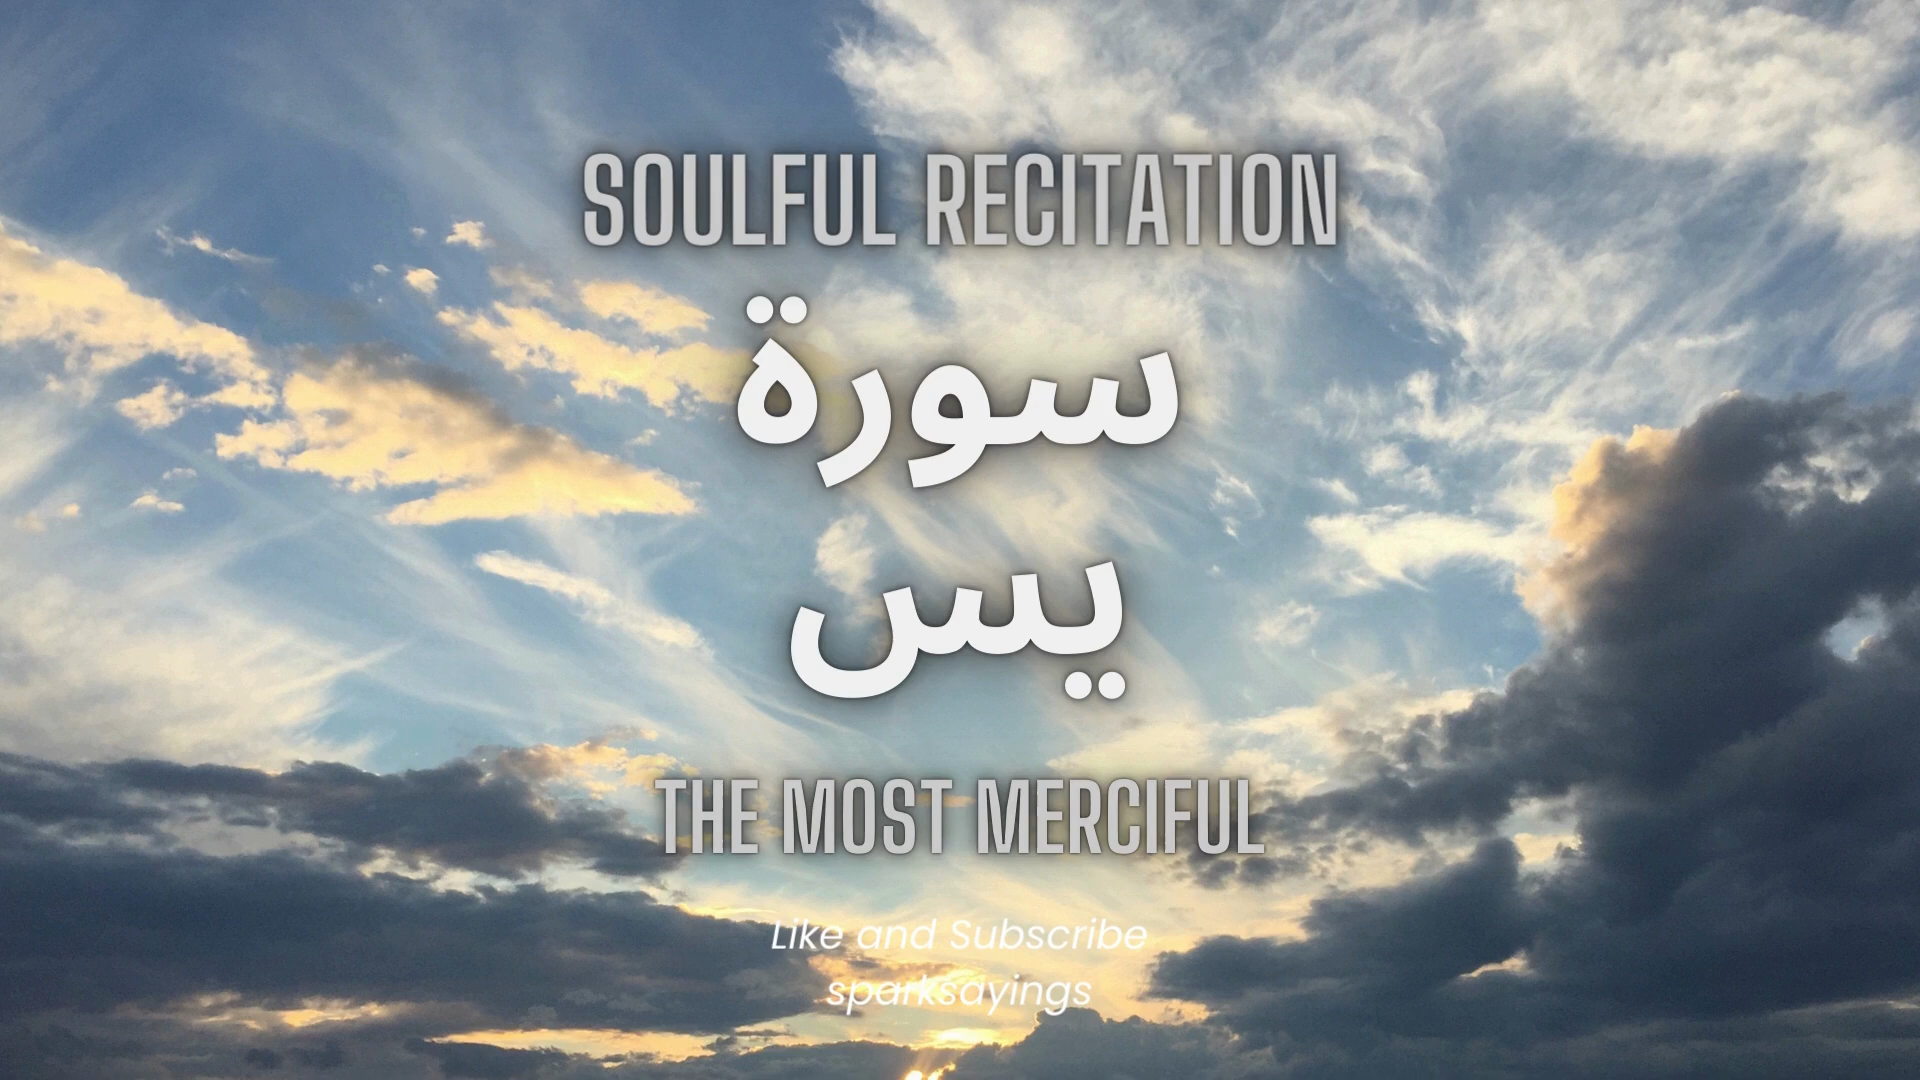 SOULFUL RECITATION
سورة
يس
THE MOST MERCIFUL
Like and Subscribe
sparksayings